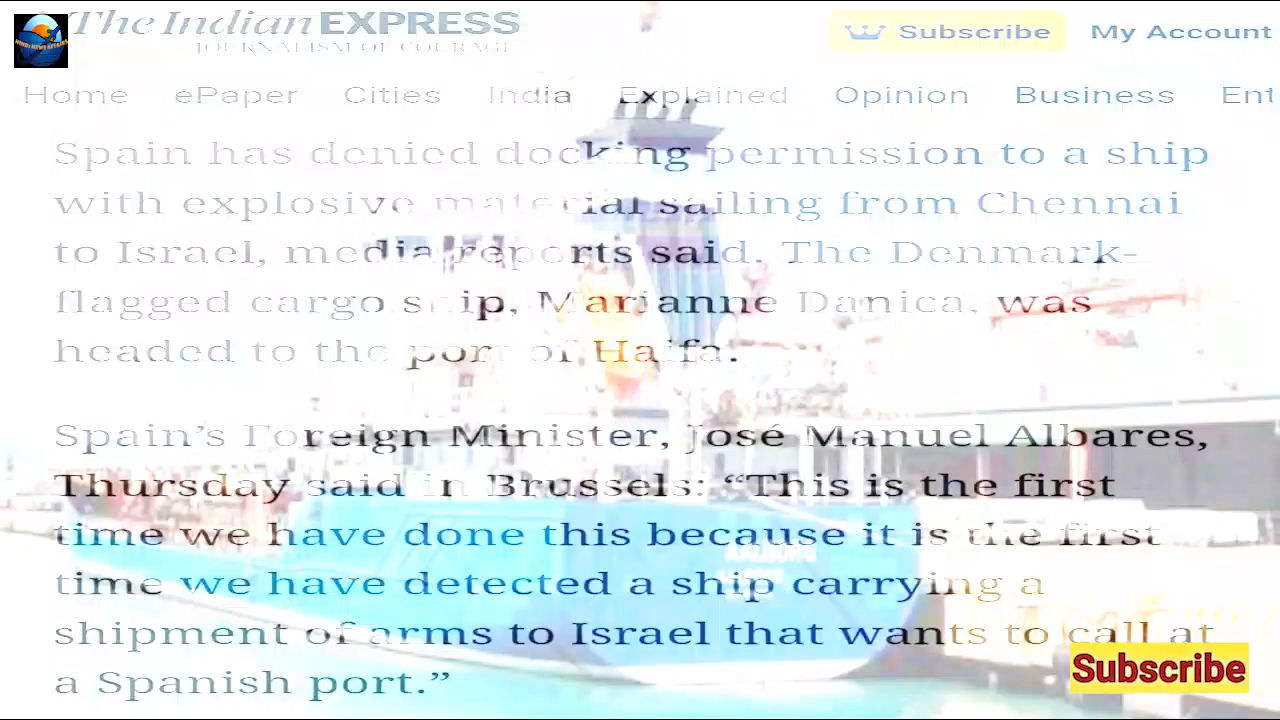 The Indian EXPRESS
JOURNALISM OF COURAGE
HINDI NEWS AFFAIRS
Subscribe My Account
Home ePaper Cities India Explained Opinion Business Ent
Spain has denied docking permission to a ship
with explosive material sailing from Chennai
to Israel, media reports said. The Denmark-
flagged cargo ship, Marianne Danica, was
headed to the port of Haifa.
Spain’s Foreign Minister, José Manuel Albares,
Thursday said in Brussels: “This is the first
time we have done this because it is the first
time we have detected a ship carrying a
shipment of arms to Israel that wants to call at
a Spanish port.”
Subscribe